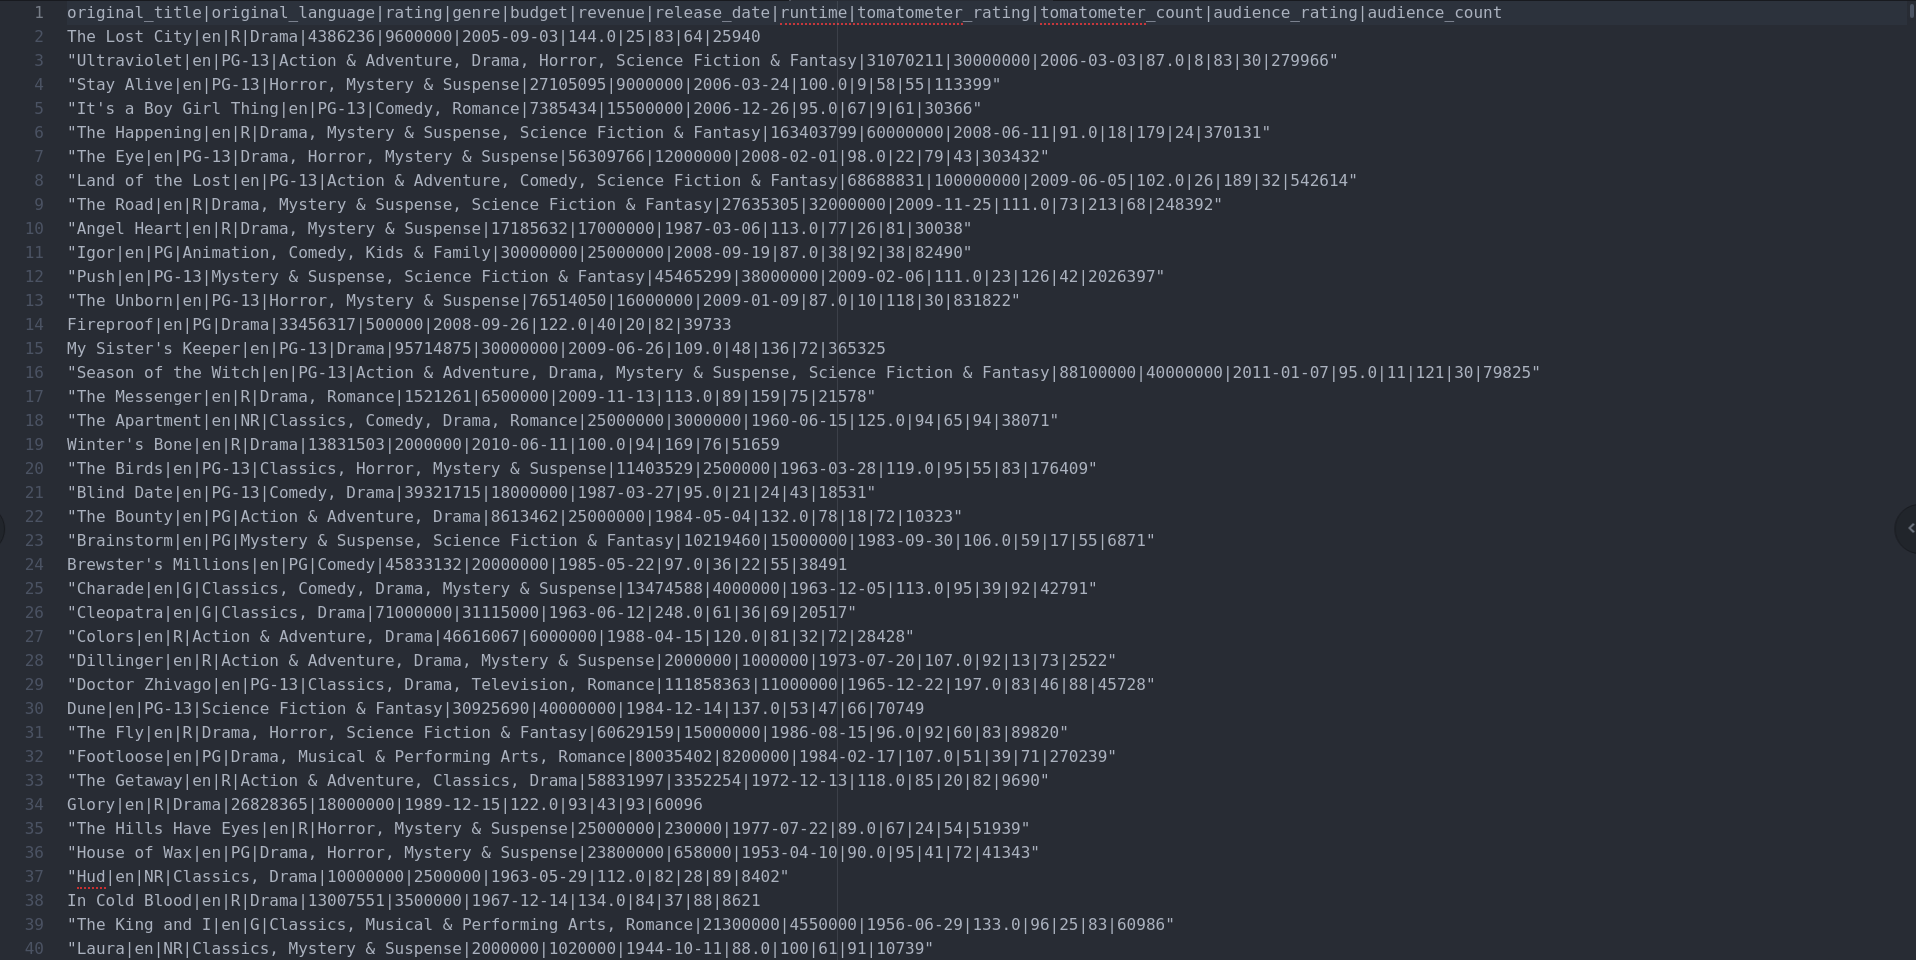 1 original_title|original_language|rating|genre|budget|revenue|release_date|runtime|tomatometer_rating|tomatometer_count|audience_rating|audience_count
2 The Lost City|en|R|Drama|4386236|9600000|2005-09-03|144.0|25|83|64|25940
3 "Ultraviolet|en|PG-13|Action & Adventure, Drama, Horror, Science Fiction & Fantasy|31070211|30000000|2006-03-03|87.0|8|83|30|279966"
4 "Stay Alive|en|PG-13|Horror, Mystery & Suspense|27105095|9000000|2006-03-24|100.0|9|58|55|113399"
5 "It's a Boy Girl Thing|en|PG-13|Comedy, Romance|7385434|15500000|2006-12-26|95.0|67|9|61|30366"
6 "The Happening|en|R|Drama, Mystery & Suspense, Science Fiction & Fantasy|163403799|60000000|2008-06-11|91.0|18|179|24|370131"
7 "The Eye|en|PG-13|Drama, Horror, Mystery & Suspense|56309766|12000000|2008-02-01|98.0|22|79|43|303432"
8 "Land of the Lost|en|PG-13|Action & Adventure, Comedy, Science Fiction & Fantasy|68688831|100000000|2009-06-05|102.0|26|189|32|542614"
9 "The Road|en|R|Drama, Mystery & Suspense, Science Fiction & Fantasy|27635305|32000000|2009-11-25|111.0|73|213|68|248392"
10 "Angel Heart|en|R|Drama, Mystery & Suspense|17185632|17000000|1987-03-06|113.0|77|26|81|30038"
11 "Igor|en|PG|Animation, Comedy, Kids & Family|30000000|25000000|2008-09-19|87.0|38|92|38|82490"
12 "Push|en|PG-13|Mystery & Suspense, Science Fiction & Fantasy|45465299|38000000|2009-02-06|111.0|23|126|42|2026397"
13 "The Unborn|en|PG-13|Horror, Mystery & Suspense|76514050|16000000|2009-01-09|87.0|10|118|30|831822"
14 Fireproof|en|PG|Drama|33456317|500000|2008-09-26|122.0|40|20|82|39733
15 My Sister's Keeper|en|PG-13|Drama|95714875|30000000|2009-06-26|109.0|48|136|72|365325
16 "Season of the Witch|en|PG-13|Action & Adventure, Drama, Mystery & Suspense, Science Fiction & Fantasy|88100000|40000000|2011-01-07|95.0|11|121|30|79825"
17 "The Messenger|en|R|Drama, Romance|1521261|6500000|2009-11-13|113.0|89|159|75|21578"
18 "The Apartment|en|NR|Classics, Comedy, Drama, Romance|25000000|3000000|1960-06-15|125.0|94|65|94|38071"
19 Winter's Bone|en|R|Drama|13831503|2000000|2010-06-11|100.0|94|169|76|51659
20 "The Birds|en|PG-13|Classics, Horror, Mystery & Suspense|11403529|2500000|1963-03-28|119.0|95|55|83|176409"
21 "Blind Date|en|PG-13|Comedy, Drama|39321715|18000000|1987-03-27|95.0|21|24|43|18531"
22 "The Bounty|en|PG|Action & Adventure, Drama|8613462|25000000|1984-05-04|132.0|78|18|72|10323"
23 "Brainstorm|en|PG|Mystery & Suspense, Science Fiction & Fantasy|10219460|15000000|1983-09-30|106.0|59|17|55|6871"
24 Brewster's Millions|en|PG|Comedy|45833132|20000000|1985-05-22|97.0|36|22|55|38491
25 "Charade|en|G|Classics, Comedy, Drama, Mystery & Suspense|13474588|4000000|1963-12-05|113.0|95|39|92|42791"
26 "Cleopatra|en|G|Classics, Drama|71000000|31115000|1963-06-12|248.0|61|36|69|20517"
27 "Colors|en|R|Action & Adventure, Drama|46616067|6000000|1988-04-15|120.0|81|32|72|28428"
28 "Dillinger|en|R|Action & Adventure, Drama, Mystery & Suspense|2000000|1000000|1973-07-20|107.0|92|13|73|2522"
29 "Doctor Zhivago|en|PG-13|Classics, Drama, Television, Romance|111858363|11000000|1965-12-22|197.0|83|46|88|45728"
30 Dune|en|PG-13|Science Fiction & Fantasy|30925690|40000000|1984-12-14|137.0|53|47|66|70749
31 "The Fly|en|R|Drama, Horror, Science Fiction & Fantasy|60629159|15000000|1986-08-15|96.0|92|60|83|89820"
32 "Footloose|en|PG|Drama, Musical & Performing Arts, Romance|80035402|8200000|1984-02-17|107.0|51|39|71|270239"
33 "The Getaway|en|R|Action & Adventure, Classics, Drama|58831997|3352254|1972-12-13|118.0|85|20|82|9690"
34 Glory|en|R|Drama|26828365|18000000|1989-12-15|122.0|93|43|93|60096
35 "The Hills Have Eyes|en|R|Horror, Mystery & Suspense|25000000|230000|1977-07-22|89.0|67|24|54|51939"
36 "House of Wax|en|PG|Drama, Horror, Mystery & Suspense|23800000|658000|1953-04-10|90.0|95|41|72|41343"
37 "Hud|en|NR|Classics, Drama|10000000|2500000|1963-05-29|112.0|82|28|89|8402"
38 In Cold Blood|en|R|Drama|13007551|3500000|1967-12-14|134.0|84|37|88|8621
39 "The King and I|en|G|Classics, Musical & Performing Arts, Romance|21300000|4550000|1956-06-29|133.0|96|25|83|60986"
40 "Laura|en|NR|Classics, Mystery & Suspense|2000000|1020000|1944-10-11|88.0|100|61|91|10739"